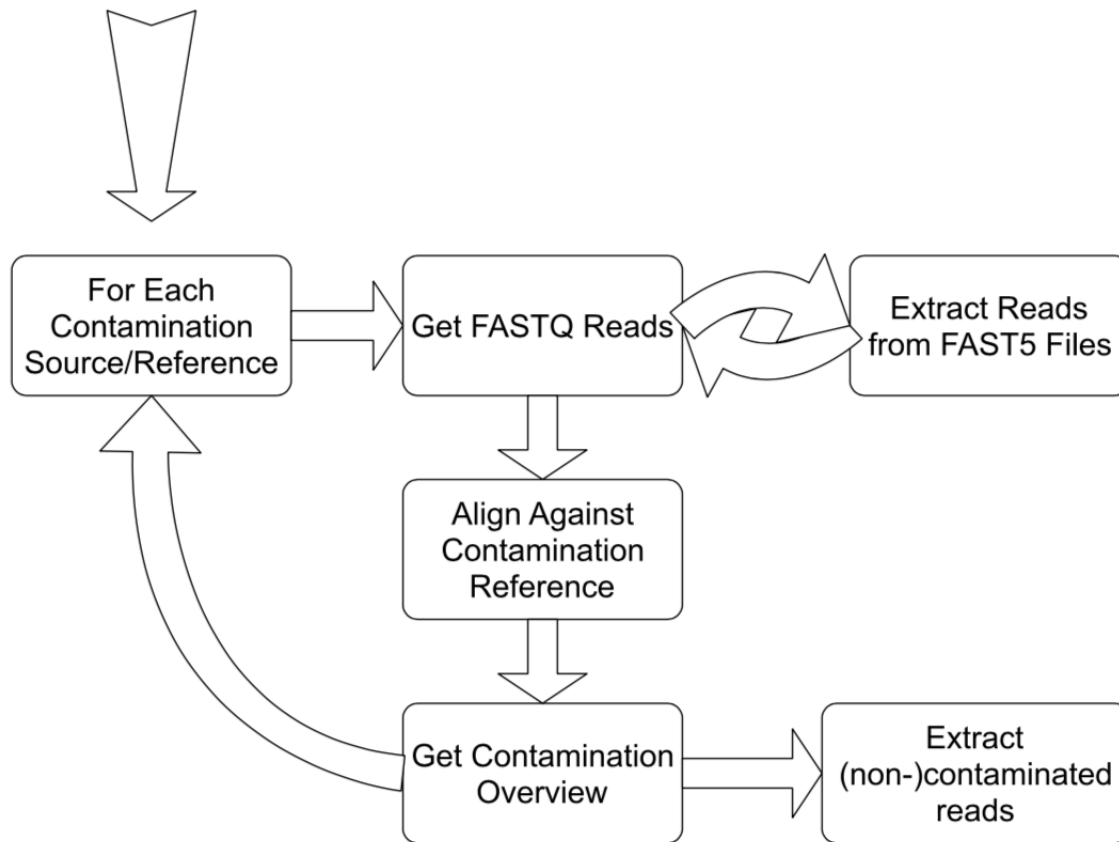 For Each
Contamination
Source/Reference
Get FASTQ Reads
Extract Reads
from FAST5 Files
Align Against
Contamination
Reference
Get Contamination
Overview
Extract
(non-)contaminated
reads